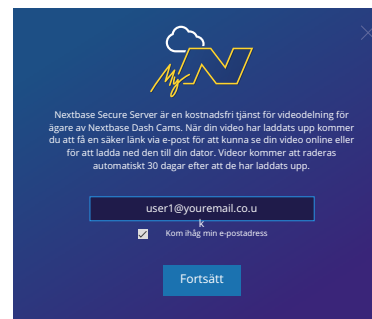 My N
Nextbase Secure Server är en kostnadsfri tjänst för videodelning för
ägare av Nextbase Dash Cams. När din video har laddats upp kommer
du att få en säker länk via e-post för att kunna se din video online eller
för att ladda ned den till din dator. Videor kommer att raderas
automatiskt 30 dagar efter att de har laddats upp.
user1@youremail.co.u
k
Kom ihåg min e-postadress
Fortsätt